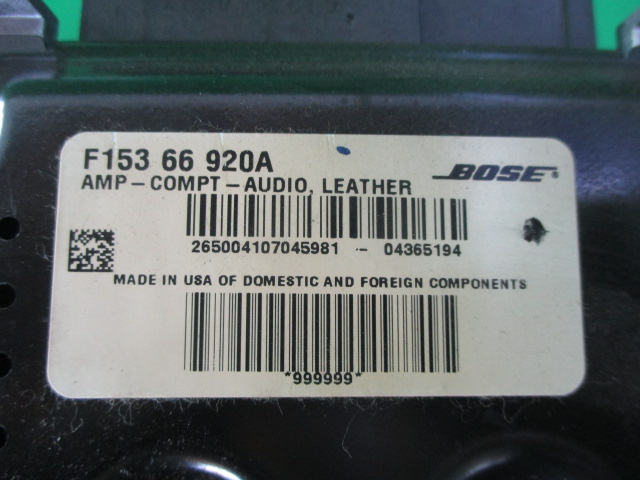 F153 66 920A
BOSE®
AMP-COMPT-AUDIO, LEATHER
265004107045981 - 04365194
MADE IN USA OF DOMESTIC AND FOREIGN COMPONENTS
*999999*